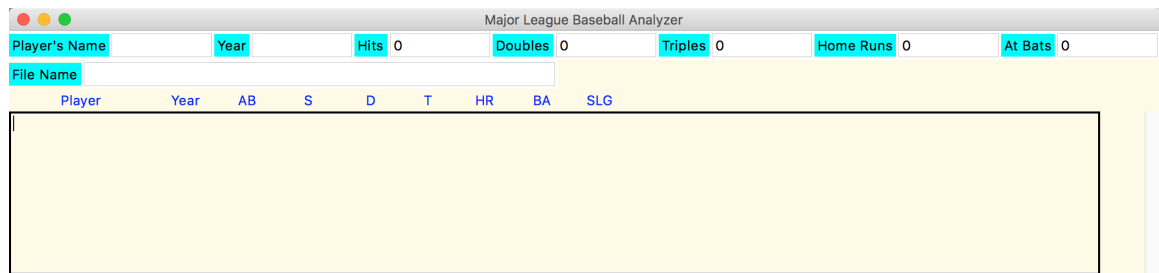 Major League Baseball Analyzer
Player's Name Year Hits 0 Doubles 0 Triples 0 Home Runs 0 At Bats 0
File Name
Player Year AB S D T HR BA SLG